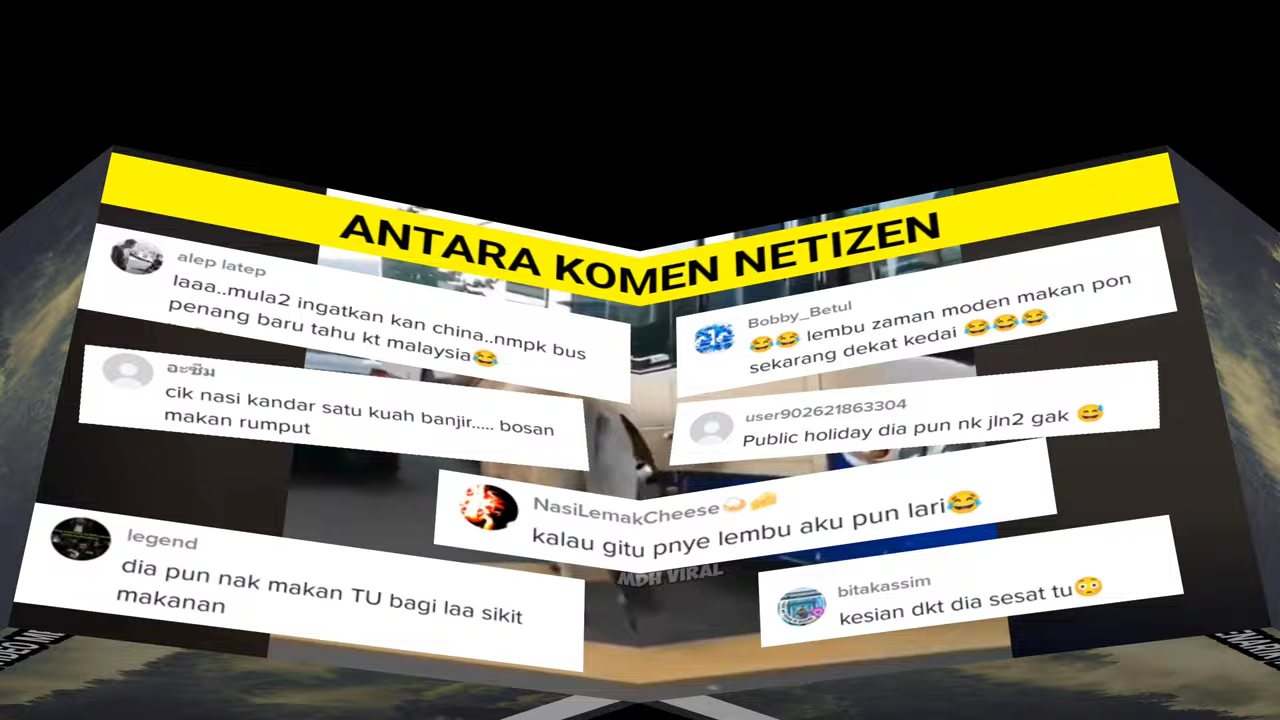 ANTARA KOMEN NETIZEN
alep latep
laaa..mula2 ingatkan kan china..nmpk bus
penang baru tahu kt malaysia😂
อะซีม
cik nasi kandar satu kuah banjir..... bosan
makan rumput
Bobby_Betul
😂😂 lembu zaman moden makan pon
sekarang dekat kedai 😂😂😂
user902621863304
Public holiday dia pun nk jln2 gak 😅
NasiLemakCheese🍚🧀
kalau gitu pnye lembu aku pun lari😂
MDH VIRAL
legend
dia pun nak makan TU bagi laa sikit
makanan
bitakassim
kesian dkt dia sesat tu😳